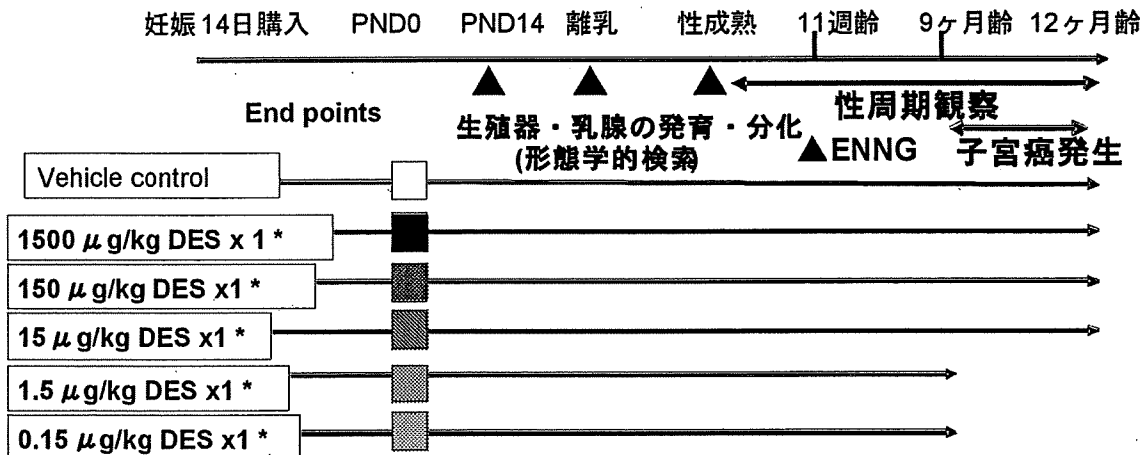 妊娠14日購入 PND0 PND14 離乳 性成熟 11週齢 9ヶ月齢 12ヶ月齢
End points
生殖器・乳腺の発育・分化
(形態学的検索)
性周期観察
▲ENNG
子宮癌発生
Vehicle control
1500 μg/kg DES x 1 *
150 μg/kg DES x1 *
15 μg/kg DES x1 *
1.5 μg/kg DES x1 *
0.15 μg/kg DES x1 *